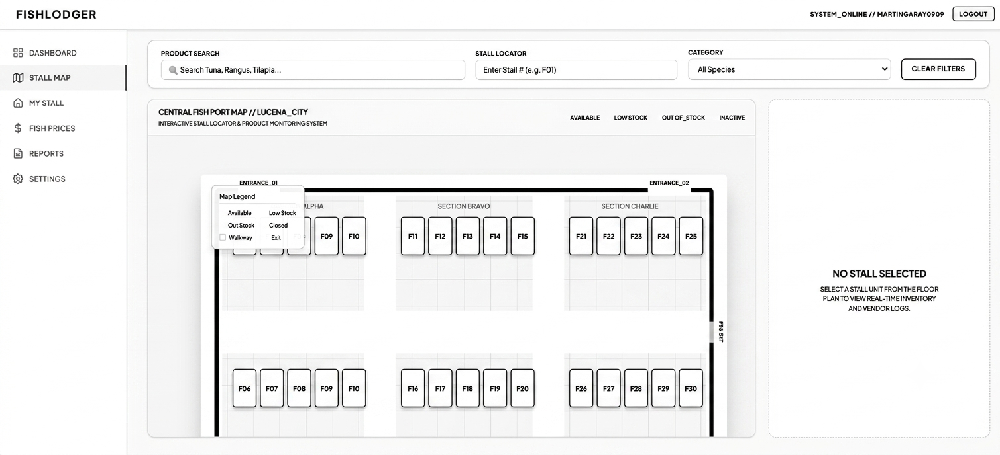 FISHLODGER
SYSTEM_ONLINE // MARTINGARAY0909
LOGOUT
DASHBOARD
STALL MAP
MY STALL
FISH PRICES
REPORTS
SETTINGS
PRODUCT SEARCH
Search Tuna, Rangus, Tilapia...
STALL LOCATOR
Enter Stall # (e.g. F01)
CATEGORY
All Species
CLEAR FILTERS
CENTRAL FISH PORT MAP // LUCENA_CITY
INTERACTIVE STALL LOCATOR & PRODUCT MONITORING SYSTEM
AVAILABLE LOW STOCK OUT OF_STOCK INACTIVE
ENTRANCE_01
ENTRANCE_02
Map Legend
Available Low Stock
Out Stock Closed
Walkway Exit
ALPHA
SECTION BRAVO
SECTION CHARLIE
F09 F10
F11 F12 F13 F14 F15
F21 F22 F23 F24 F25
F06 F07 F08 F09 F10
F16 F17 F18 F19 F20
F26 F27 F28 F29 F30
NO STALL SELECTED
SELECT A STALL UNIT FROM THE FLOOR
PLAN TO VIEW REAL-TIME INVENTORY
AND VENDOR LOGS.